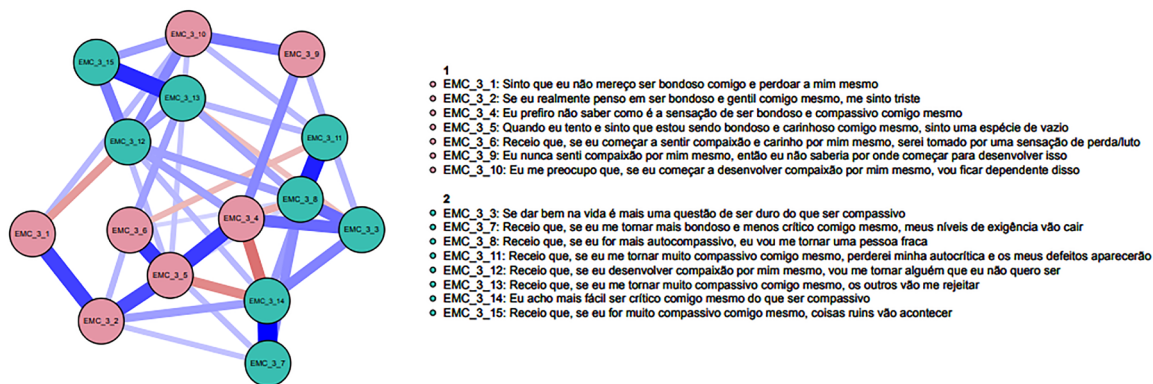 EMC_3_10
EMC_3_9
EMC_3_15
EMC_3_13
EMC_3_11
EMC_3_12
EMC_3_8
EMC_3_4
EMC_3_3
EMC_3_1
EMC_3_6
EMC_3_5
EMC_3_14
EMC_3_2
EMC_3_7
1
EMC_3_1: Sinto que eu não mereço ser bondoso comigo e perdoar a mim mesmo
EMC_3_2: Se eu realmente penso em ser bondoso e gentil comigo mesmo, me sinto triste
EMC_3_4: Eu prefiro não saber como é a sensação de ser bondoso e compassivo comigo mesmo
EMC_3_5: Quando eu tento e sinto que estou sendo bondoso e carinhoso comigo mesmo, sinto uma espécie de vazio
EMC_3_6: Receio que, se eu começar a sentir compaixão e carinho por mim mesmo, serei tomado por uma sensação de perda/luto
EMC_3_9: Eu nunca senti compaixão por mim mesmo, então eu não saberia por onde começar para desenvolver isso
EMC_3_10: Eu me preocupo que, se eu começar a desenvolver compaixão por mim mesmo, vou ficar dependente disso
2
EMC_3_3: Se dar bem na vida é mais uma questão de ser duro do que ser compassivo
EMC_3_7: Receio que, se eu me tornar mais bondoso e menos crítico comigo mesmo, meus níveis de exigência vão cair
EMC_3_8: Receio que, se eu for mais autocompassivo, eu vou me tornar uma pessoa fraca
EMC_3_11: Receio que, se eu me tornar muito compassivo comigo mesmo, perderei minha autocrítica e os meus defeitos aparecerão
EMC_3_12: Receio que, se eu desenvolver compaixão por mim mesmo, vou me tornar alguém que eu não quero ser
EMC_3_13: Receio que, se eu me tornar muito compassivo comigo mesmo, os outros vão me rejeitar
EMC_3_14: Eu acho mais fácil ser crítico comigo mesmo do que ser compassivo
EMC_3_15: Receio que, se eu for muito compassivo comigo mesmo, coisas ruins vão acontecer